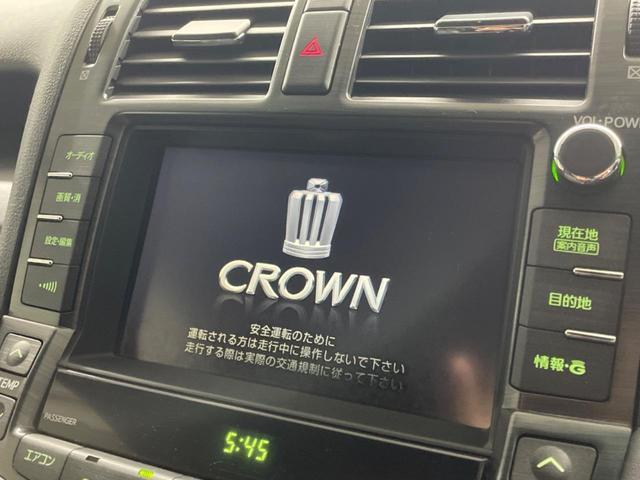 VOL·POW
オーディオ
画質・消
設定・編集
現在地
案内音声
目的地
情報・G
CROWN
安全運転のために
運転される方は走行中に操作しないで下さい
走行する際は実際の交通規制に従って下さい
TEMP
PASSENGER
5:45
エアコン